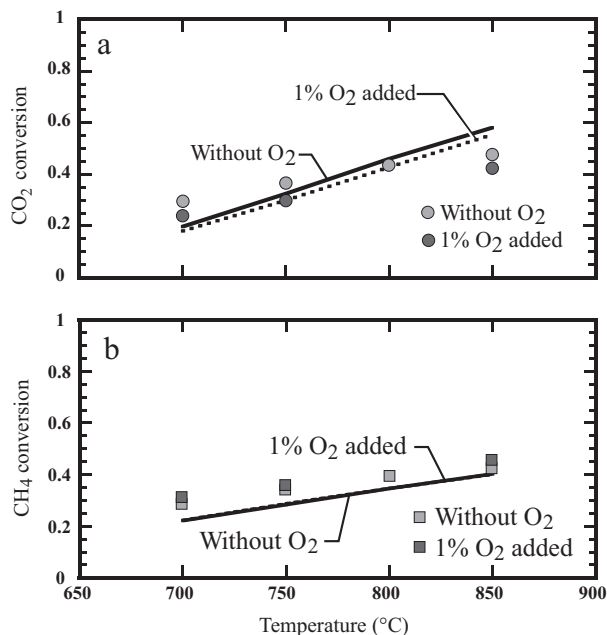 a
1
0.8
0.6
0.4
0.2
0
CO₂ conversion
1% O₂ added
Without O₂
Without O₂
1% O₂ added
b
1
0.8
0.6
0.4
0.2
0
CH₄ conversion
1% O₂ added
Without O₂
Without O₂
1% O₂ added
650 700 750 800 850 900
Temperature (°C)